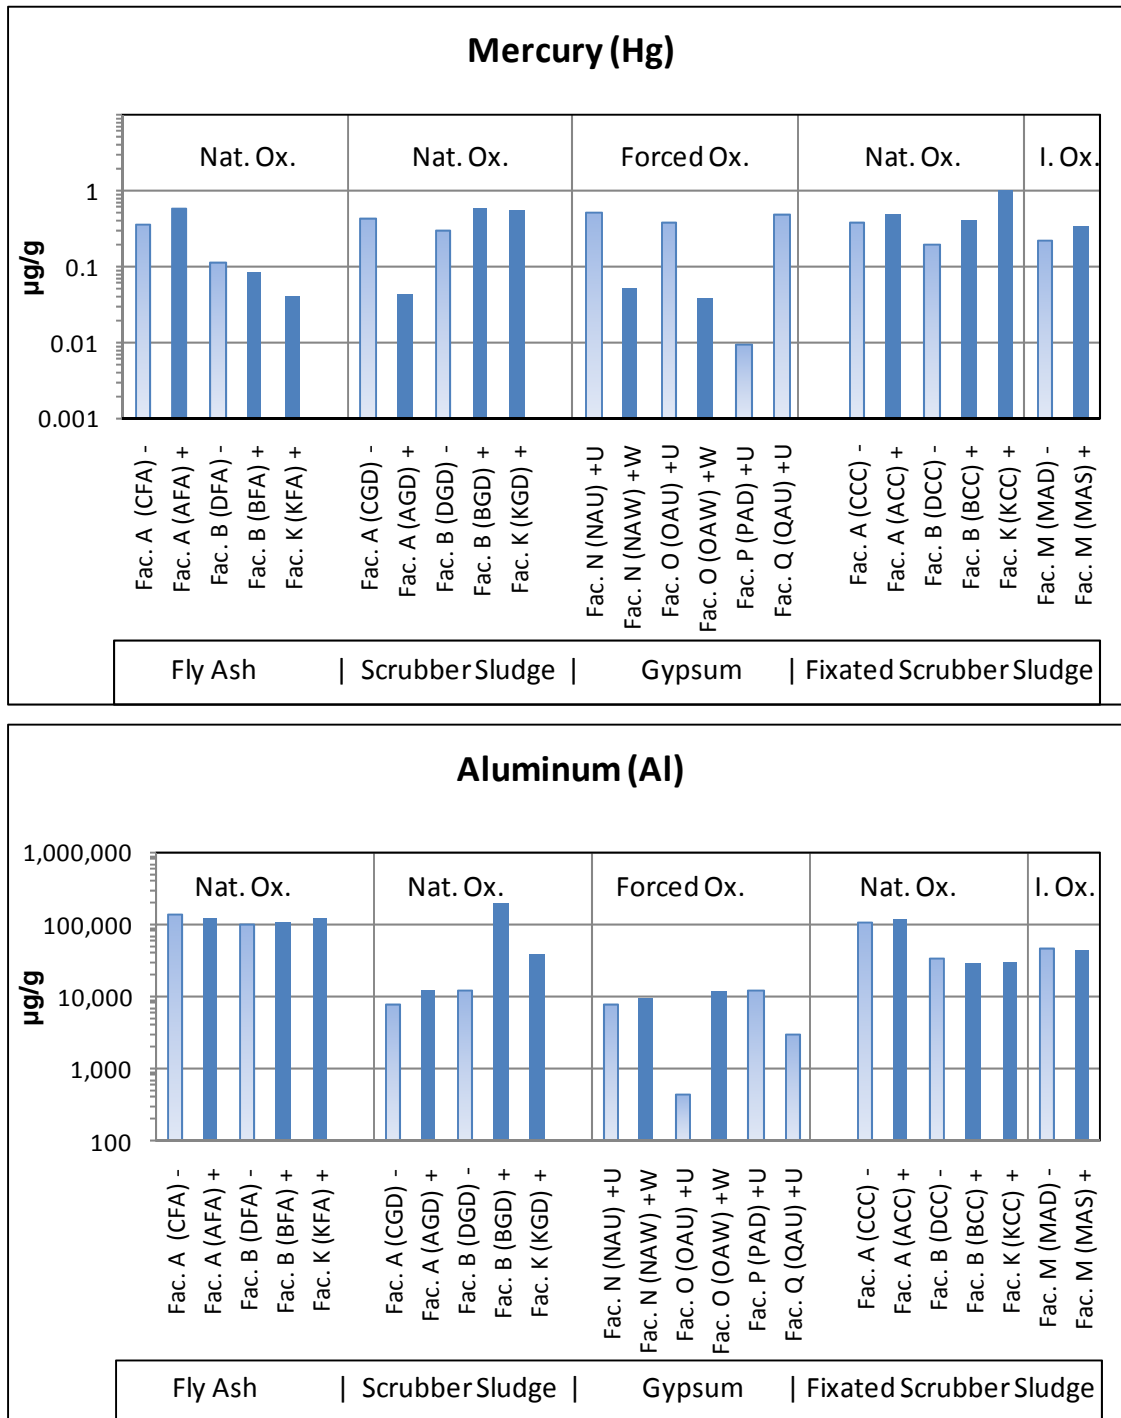 Mercury (Hg)
Nat. Ox. Nat. Ox. Forced Ox. Nat. Ox. I. Ox.
µg/g
1
0.1
0.01
0.001
Fac. A (CFA) -
Fac. A (AFA) +
Fac. B (DFA) -
Fac. B (BFA) +
Fac. K (KFA) +
Fac. A (CGD) -
Fac. A (AGD) +
Fac. B (DGD) -
Fac. B (BGD) +
Fac. K (KGD) +
Fac. N (NAU) +U
Fac. N (NAW) +W
Fac. O (OAU) +U
Fac. O (OAW) +W
Fac. P (PAD) +U
Fac. Q (QAU) +U
Fac. A (CCC) -
Fac. A (ACC) +
Fac. B (DCC) -
Fac. B (BCC) +
Fac. K (KCC) +
Fac. M (MAD) -
Fac. M (MAS) +
Fly Ash | Scrubber Sludge | Gypsum | Fixated Scrubber Sludge
Aluminum (Al)
Nat. Ox. Nat. Ox. Forced Ox. Nat. Ox. I. Ox.
µg/g
1,000,000
100,000
10,000
1,000
100
Fac. A (CFA) -
Fac. A (AFA) +
Fac. B (DFA) -
Fac. B (BFA) +
Fac. K (KFA) +
Fac. A (CGD) -
Fac. A (AGD) +
Fac. B (DGD) -
Fac. B (BGD) +
Fac. K (KGD) +
Fac. N (NAU) +U
Fac. N (NAW) +W
Fac. O (OAU) +U
Fac. O (OAW) +W
Fac. P (PAD) +U
Fac. Q (QAU) +U
Fac. A (CCC) -
Fac. A (ACC) +
Fac. B (DCC) -
Fac. B (BCC) +
Fac. K (KCC) +
Fac. M (MAD) -
Fac. M (MAS) +
Fly Ash | Scrubber Sludge | Gypsum | Fixated Scrubber Sludge